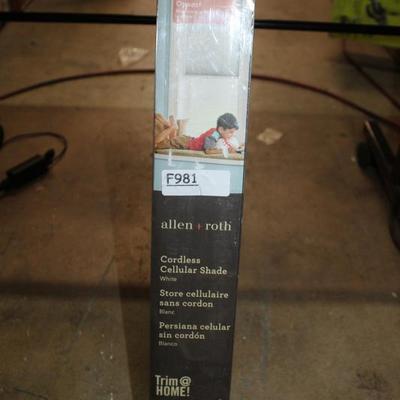 F981
allen + roth
Cordless
Cellular Shade
White
Store cellulaire
sans cordon
Blanc
Persiana celular
sin cordón
Blanco
Trim@
HOME!